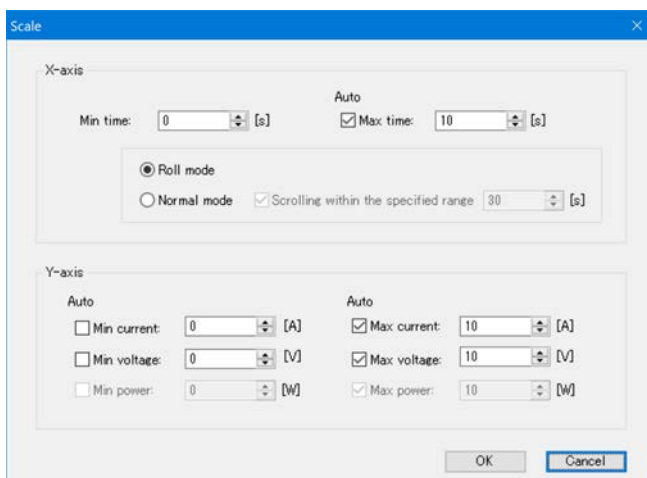 Scale
X-axis
Auto
Min time: 0 [s] Max time: 10 [s]
Roll mode
Normal mode Scrolling within the specified range 30 [s]
Y-axis
Auto Auto
Min current: 0 [A] Max current: 10 [A]
Min voltage: 0 [V] Max voltage: 10 [V]
Min power: 0 [W] Max power: 10 [W]
OK Cancel